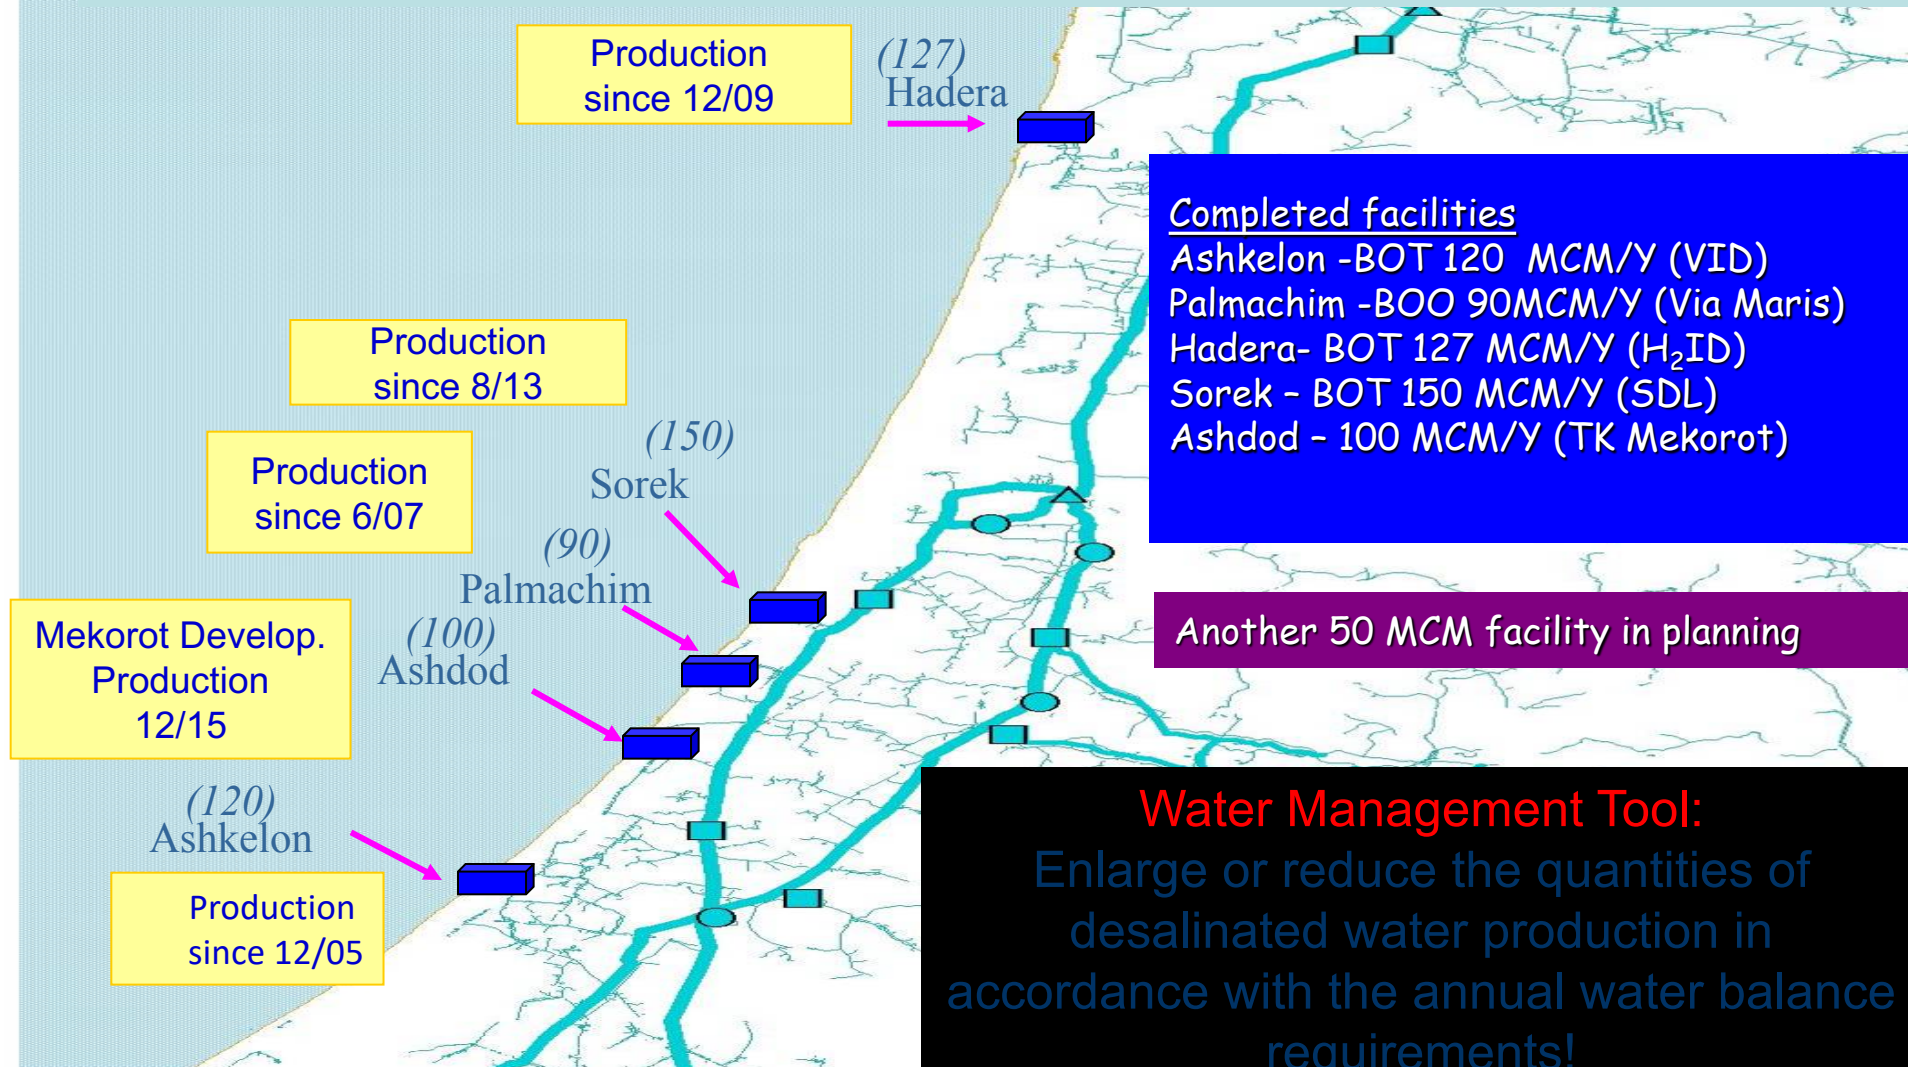 Production
since 12/09
(127)
Hadera
Completed facilities
Ashkelon -BOT 120 MCM/Y (VID)
Palmachim -BOO 90MCM/Y (Via Maris)
Hadera- BOT 127 MCM/Y (H₂ID)
Sorek – BOT 150 MCM/Y (SDL)
Ashdod – 100 MCM/Y (TK Mekorot)
Production
since 8/13
(150)
Sorek
Production
since 6/07
(90)
Palmachim
Another 50 MCM facility in planning
Mekorot Develop.
Production
12/15
(100)
Ashdod
(120)
Ashkelon
Production
since 12/05
Water Management Tool:
Enlarge or reduce the quantities of
desalinated water production in
accordance with the annual water balance
requirements!